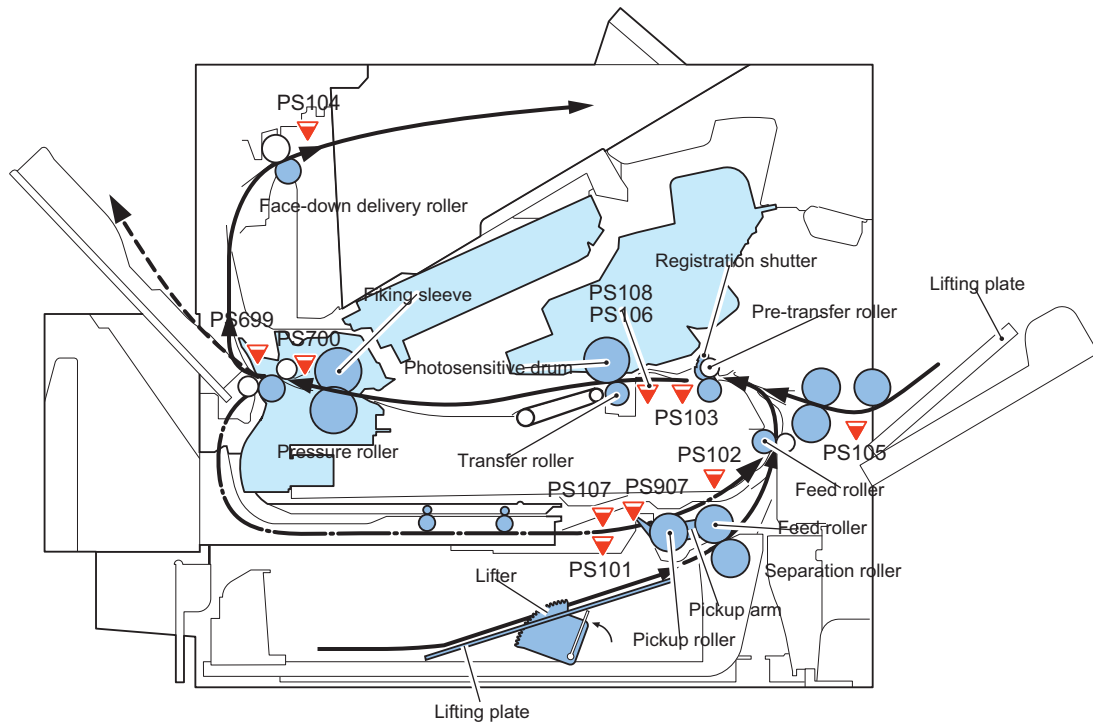 PS104
Face-down delivery roller
Registration shutter
Lifting plate
Fiking sleeve
PS108
PS106
Pre-transfer roller
PS699
PS700
Photosensitive drum
PS103
PS105
Pressure roller
Transfer roller
PS102
Feed roller
PS107
PS907
Feed roller
PS101
Separation roller
Lifter
Pickup arm
Pickup roller
Lifting plate